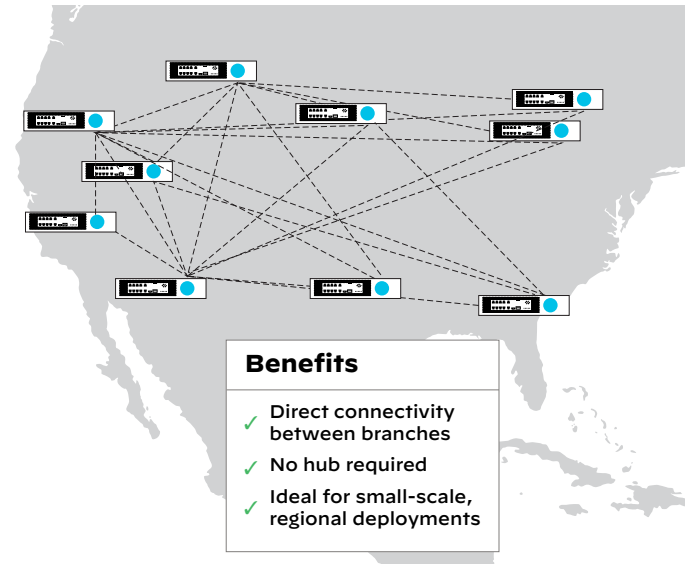 Benefits
✓ Direct connectivity
between branches
✓ No hub required
✓ Ideal for small-scale,
regional deployments